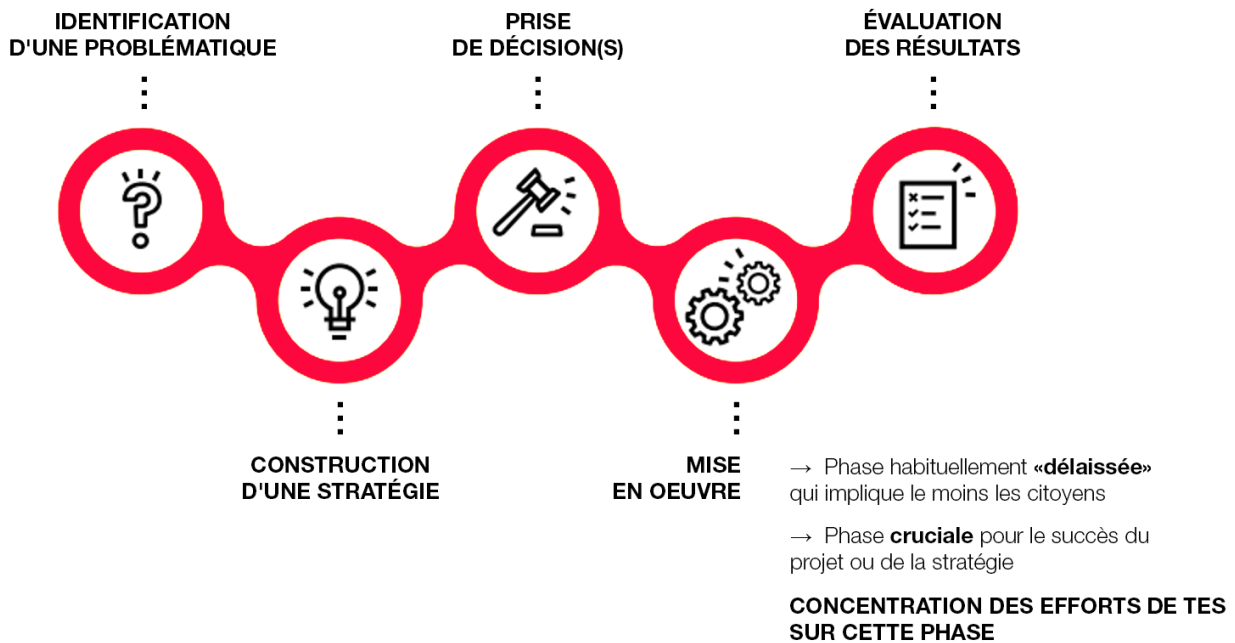 IDENTIFICATION
D'UNE PROBLÉMATIQUE
PRISE
DE DÉCISION(S)
ÉVALUATION
DES RÉSULTATS
CONSTRUCTION
D'UNE STRATÉGIE
MISE
EN OEUVRE
→ Phase habituellement «délaissée»
qui implique le moins les citoyens
→ Phase cruciale pour le succès du
projet ou de la stratégie
CONCENTRATION DES EFFORTS DE TES
SUR CETTE PHASE